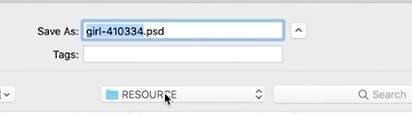 Save As: girl-410334.psd
Tags:
RESOURCE Search